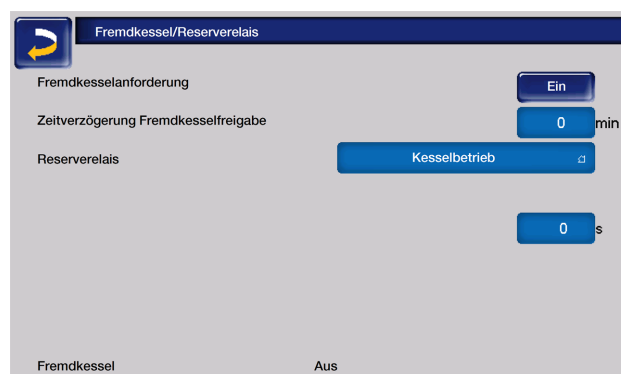 Fremdkessel/Reserverelais
Fremdkesselanforderung Ein
Zeitverzögerung Fremdkesselfreigabe 0 min
Reserverelais Kesselbetrieb
0 s
Fremdkessel Aus